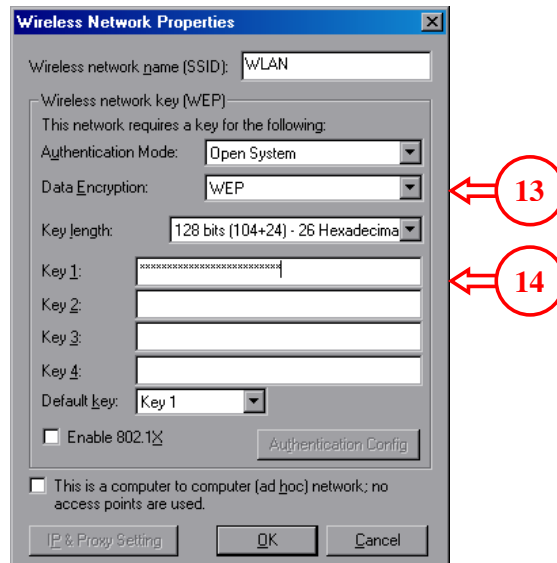 Wireless Network Properties
Wireless network name (SSID): WLAN
Wireless network key (WEP)
This network requires a key for the following:
Authentication Mode: Open System
Data Encryption: WEP
13
Key length: 128 bits (104+24) - 26 Hexadecima
Key 1: **************************
14
Key 2:
Key 3:
Key 4:
Default key: Key 1
Enable 802.1X
Authentication Config
This is a computer to computer (ad hoc) network; no
access points are used.
IP & Proxy Setting
OK
Cancel